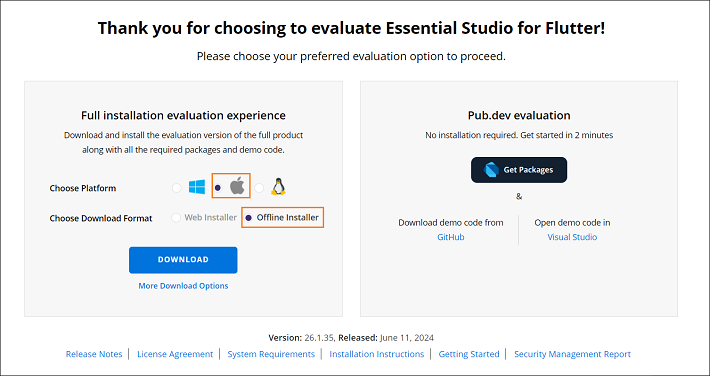 Thank you for choosing to evaluate Essential Studio for Flutter!
Please choose your preferred evaluation option to proceed.
Full installation evaluation experience
Download and install the evaluation version of the full product
along with all the required packages and demo code.
Choose Platform
Choose Download Format
Web Installer
Offline Installer
DOWNLOAD
More Download Options
Pub.dev evaluation
No installation required. Get started in 2 minutes
Get Packages
&
Download demo code from
GitHub
Open demo code in
Visual Studio
Version: 26.1.35, Released: June 11, 2024
Release Notes | License Agreement | System Requirements | Installation Instructions | Getting Started | Security Management Report